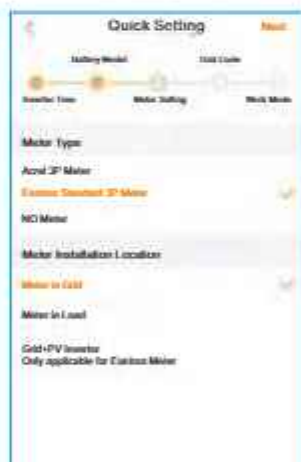 Quick Setting
Next
Battery Model
Grid Code
Inverter Time
Meter Setting
Work Mode
Meter Type
Acrel 3P Meter
Eastron Standard 3P Meter
NO Meter
Meter Installation Location
Meter in Grid
Meter in Load
Grid+PV Inverter
Only applicable for Eastron Meter